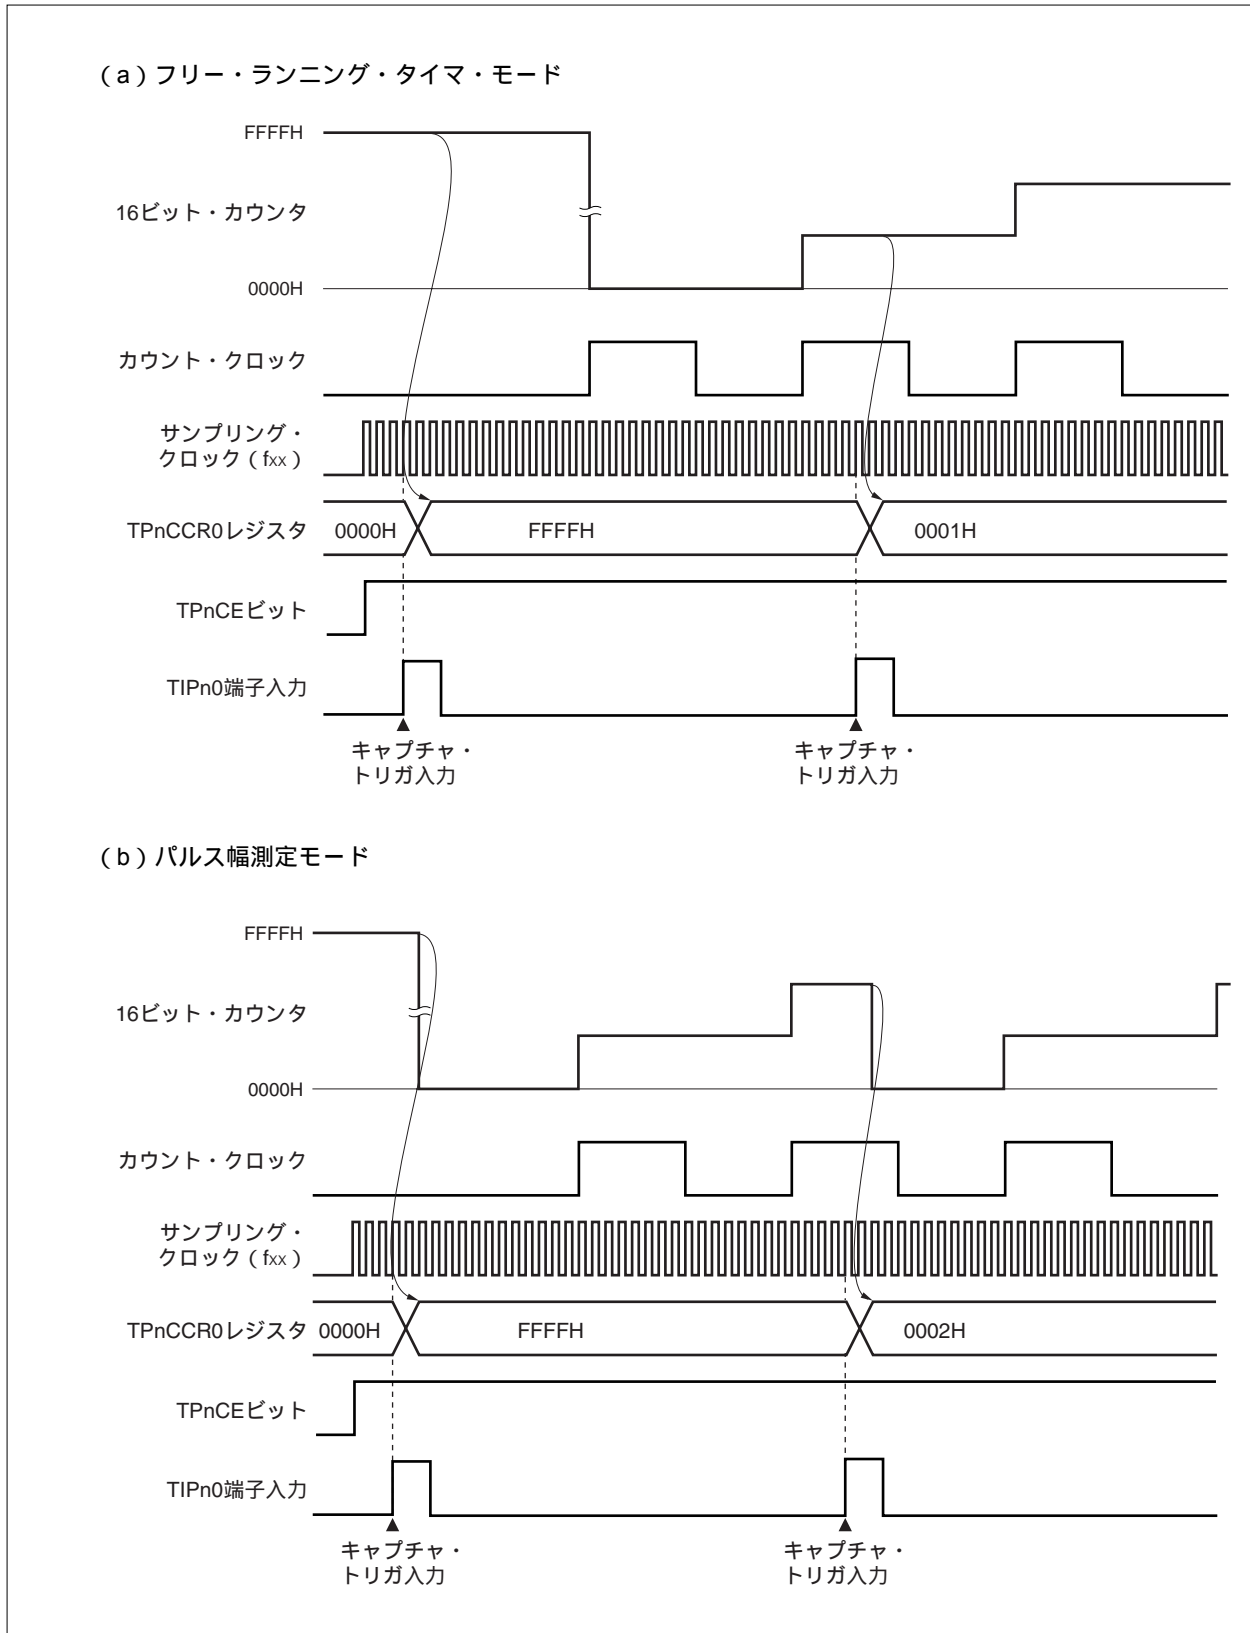 (a)フリー・ランニング・タイマ・モード
FFFFH
16ビット・カウンタ
0000H
カウント・クロック
サンプリング・
クロック(fxx)
TPnCCR0レジスタ 0000H FFFFH 0001H
TPnCEビット
TIPn0端子入力
キャプチャ・ キャプチャ・
トリガ入力 トリガ入力
(b)パルス幅測定モード
FFFFH
16ビット・カウンタ
0000H
カウント・クロック
サンプリング・
クロック(fxx)
TPnCCR0レジスタ 0000H FFFFH 0002H
TPnCEビット
TIPn0端子入力
キャプチャ・ キャプチャ・
トリガ入力 トリガ入力